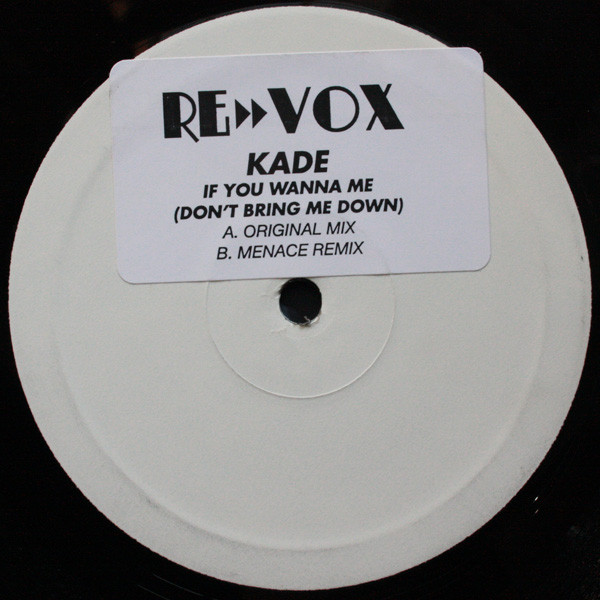 RE▸▸VOX
KADE
IF YOU WANNA ME
(DON'T BRING ME DOWN)
A. ORIGINAL MIX
B. MENACE REMIX